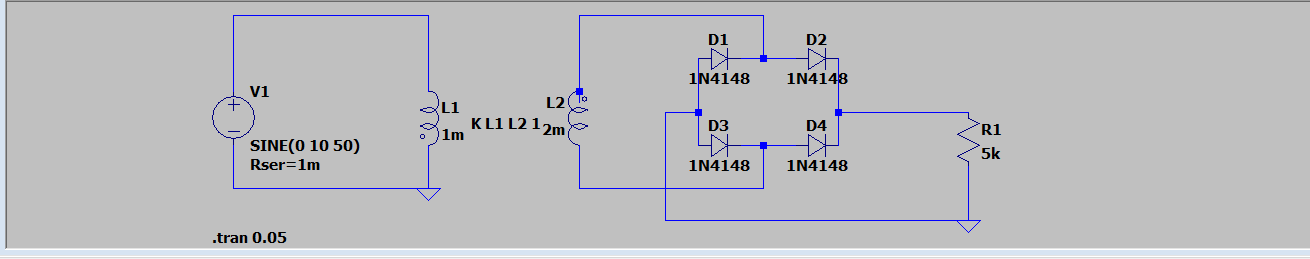 D1
D2
V1
1N4148
1N4148
L1
1m
K L1 L2 1
L2
2m
D3
D4
R1
5k
SINE(0 10 50)
Rser=1m
1N4148
1N4148
.tran 0.05